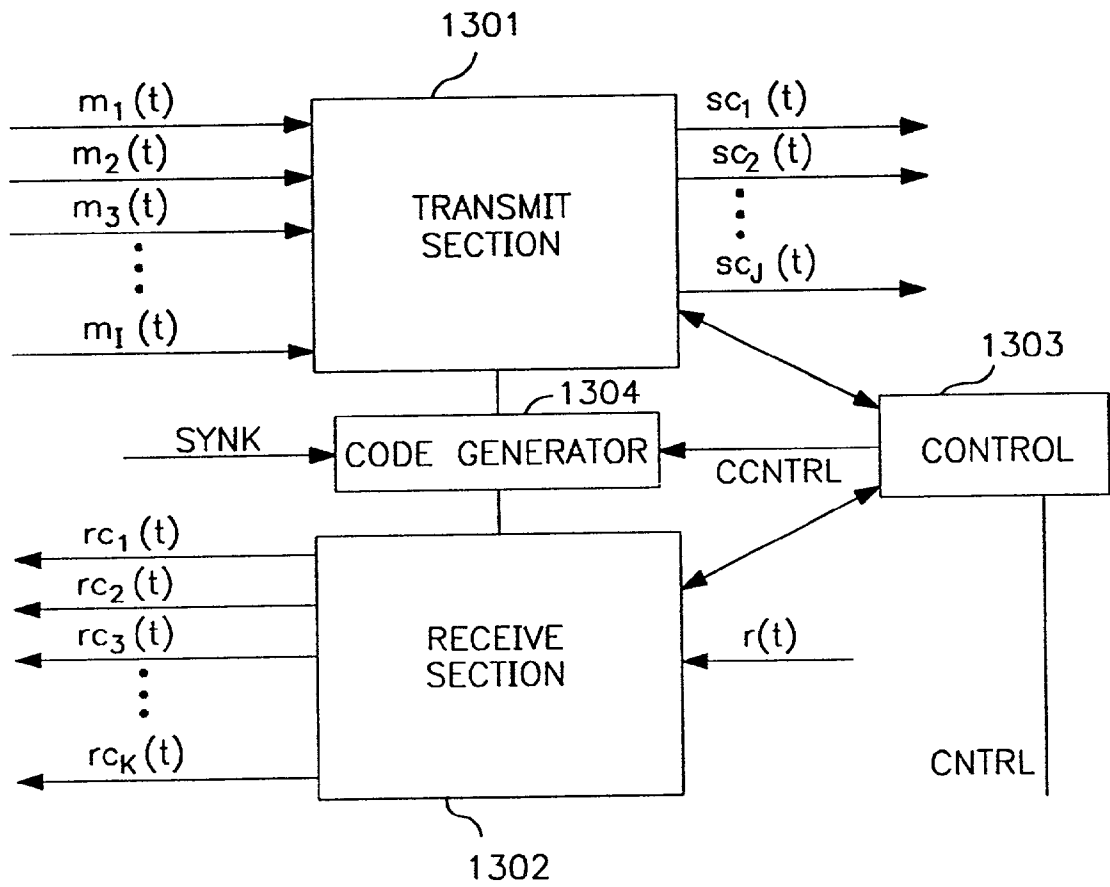 1301
m₁(t)
m₂(t)
m₃(t)
m_I(t)
TRANSMIT
SECTION
sc₁(t)
sc₂(t)
sc_J(t)
1303
1304
SYNK
CODE GENERATOR
CCNTRL
CONTROL
rc₁(t)
rc₂(t)
rc₃(t)
rc_K(t)
RECEIVE
SECTION
r(t)
CNTRL
1302